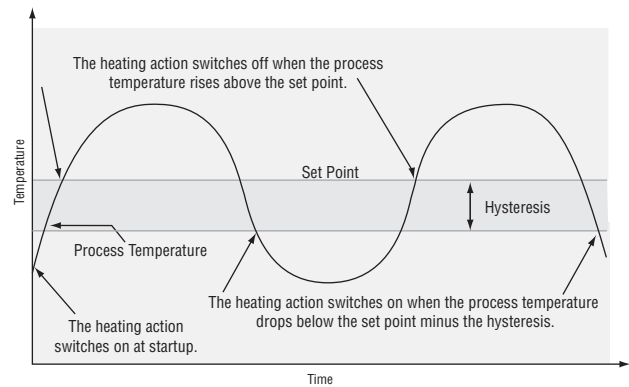 The heating action switches off when the process
temperature rises above the set point.
Temperature
Set Point
Hysteresis
Process Temperature
The heating action switches on when the process temperature
drops below the set point minus the hysteresis.
The heating action
switches on at startup.
Time